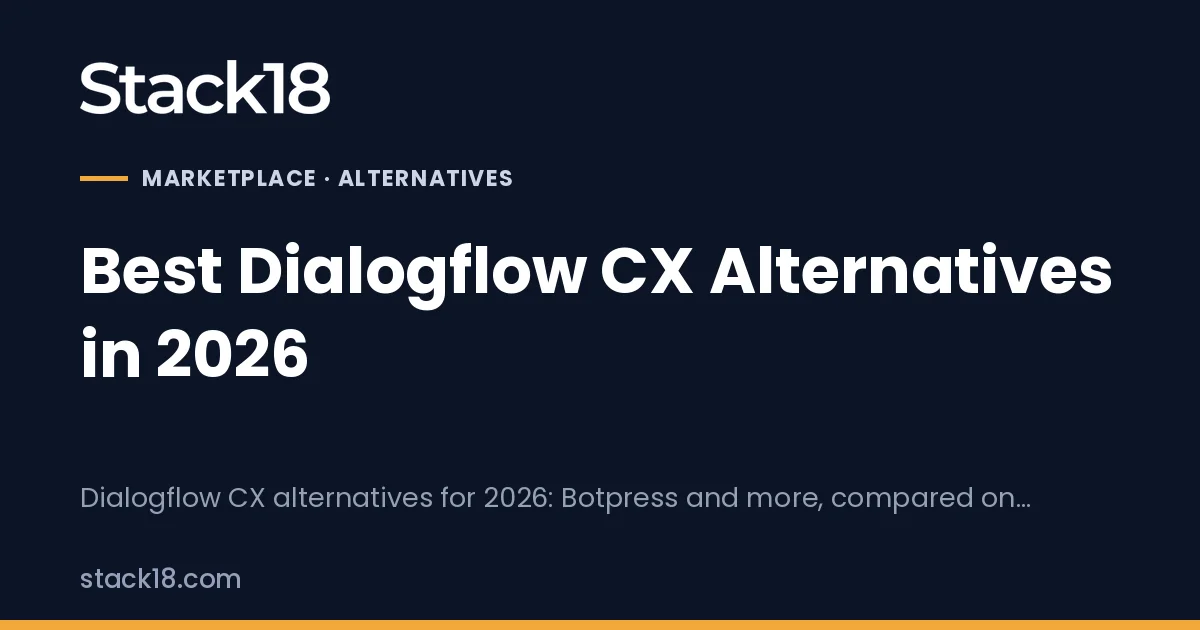 Stack18
MARKETPLACE · ALTERNATIVES
Best Dialogflow CX Alternatives
in 2026
Dialogflow CX alternatives for 2026: Botpress and more, compared on...
stack18.com